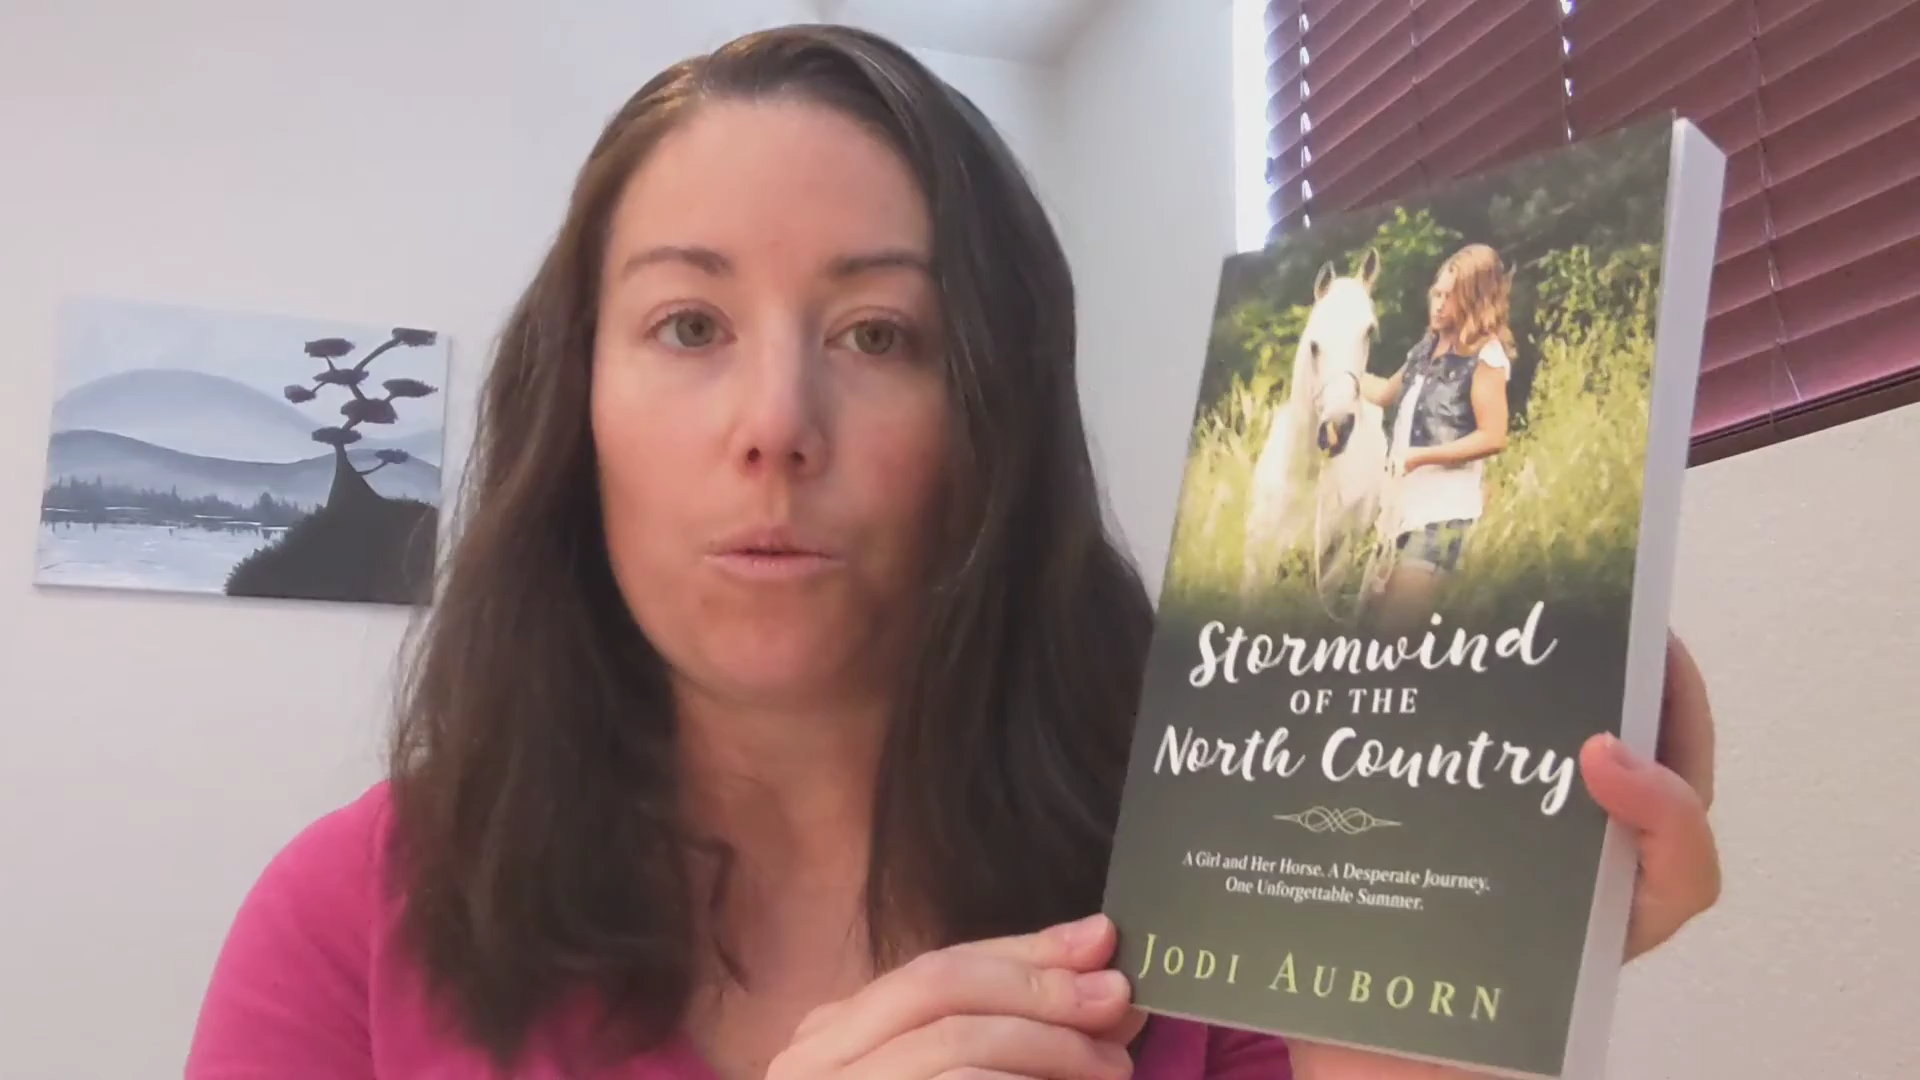 Stormwind
OF THE
North Country
A Girl and Her Horse. A Desperate Journey.
One Unforgettable Summer.
JODI AUBORN